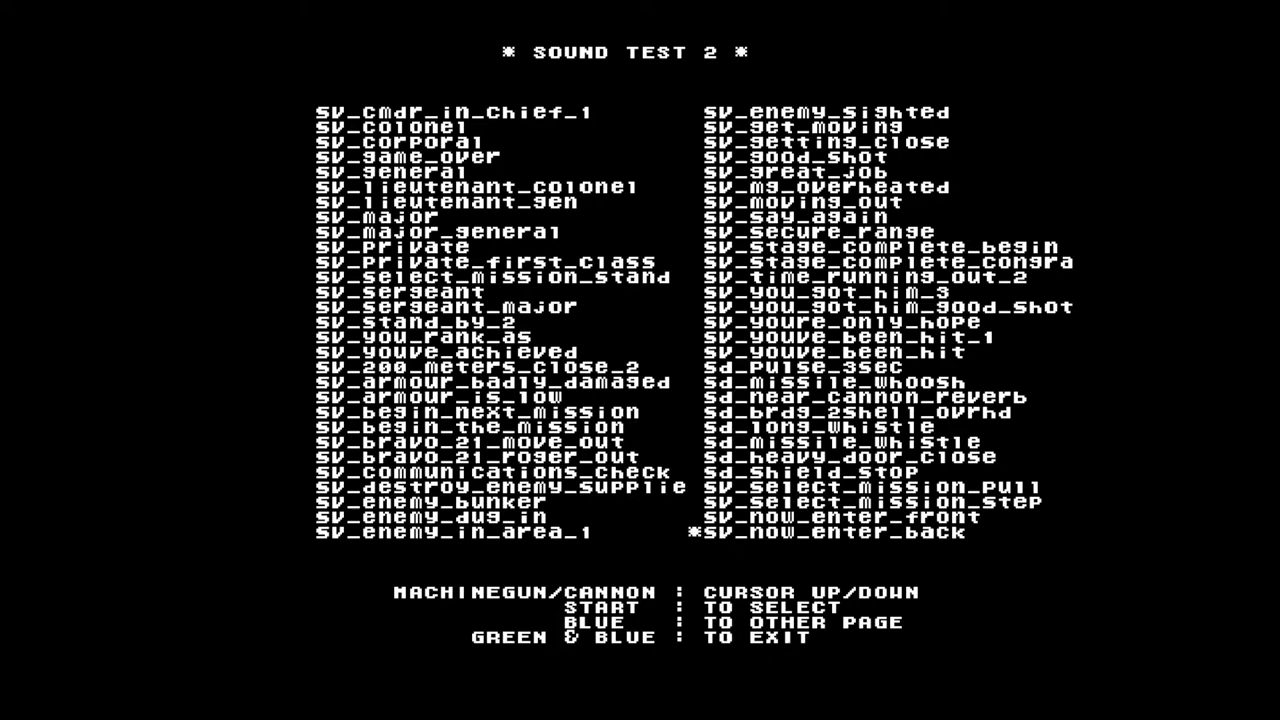 * SOUND TEST 2 *
sv_cmdr_in_chief_1
sv_colonel
sv_corporal
sv_game_over
sv_general
sv_lieutenant_colonel
sv_lieutenant_gen
sv_major
sv_major_general
sv_private
sv_private_first_class
sv_select_mission_stand
sv_sergeant
sv_sergeant_major
sv_stand_by_2
sv_you_rank_as
sv_youve_achieved
sv_200_meters_close_2
sv_armour_badly_damaged
sv_armour_is_low
sv_begin_next_mission
sv_begin_the_mission
sv_bravo_21_move_out
sv_bravo_21_roger_out
sv_communications_check
sv_destroy_enemy_supplie
sv_enemy_bunker
sv_enemy_dug_in
sv_enemy_in_area_1
sv_enemy_sighted
sv_get_moving
sv_getting_close
sv_good_shot
sv_great_job
sv_mg_overheated
sv_moving_out
sv_say_again
sv_secure_range
sv_stage_complete_begin
sv_stage_complete_congra
sv_time_running_out_2
sv_you_got_him_3
sv_you_got_him_good_shot
sv_youre_only_hope
sv_youve_been_hit_1
sv_youve_been_hit
sd_pulse_3sec
sd_missile_whoosh
sd_near_cannon_reverb
sd_brdg_2shell_ovrhd
sd_long_whistle
sd_missile_whistle
sd_heavy_door_close
sd_shield_stop
sv_select_mission_pull
sv_select_mission_step
sv_now_enter_front
*sv_now_enter_back
MACHINEGUN/CANNON : CURSOR UP/DOWN
START : TO SELECT
BLUE : TO OTHER PAGE
GREEN & BLUE : TO EXIT